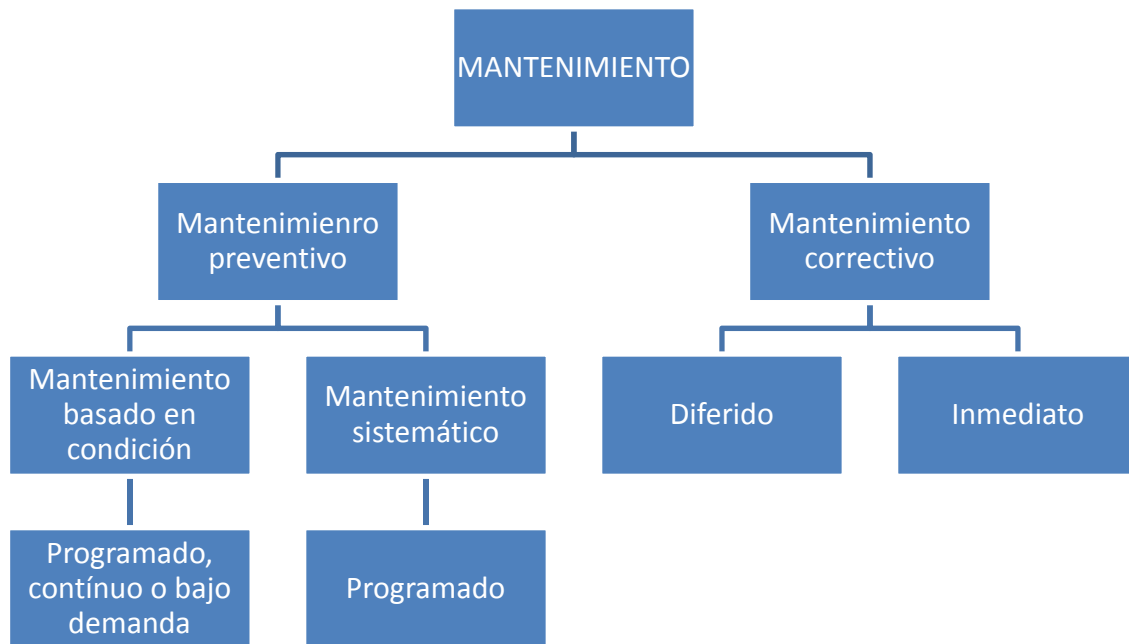 MANTENIMIENTO
Mantenimienro
preventivo
Mantenimiento
correctivo
Mantenimiento
basado en
condición
Mantenimiento
sistemático
Diferido
Inmediato
Programado,
contínuo o bajo
demanda
Programado